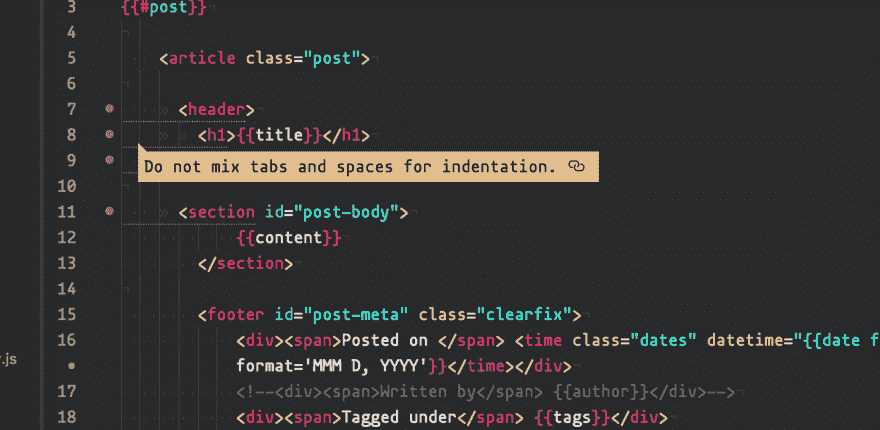 3 {{#post}}
4
5 <article class="post">
6
7 <header>
8 <h1>{{title}}</h1>
9
Do not mix tabs and spaces for indentation.
10
11 <section id="post-body">
12 {{content}}
13 </section>
14
15 <footer id="post-meta" class="clearfix">
16 <div><span>Posted on </span> <time class="dates" datetime="{{date f
format='MMM D, YYYY'}}</time></div>
.js
17 <!--<div><span>Written by</span> {{author}}</div>-->
18 <div><span>Tagged under</span> {{tags}}</div>